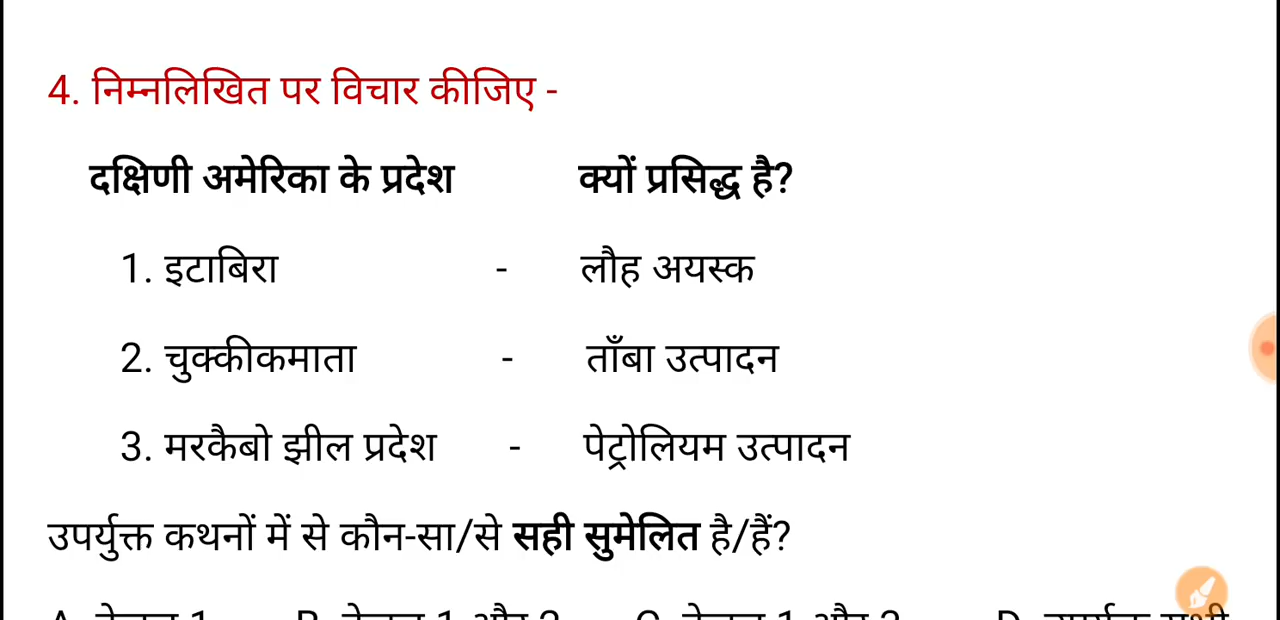 4. निम्नलिखित पर विचार कीजिए -
दक्षिणी अमेरिका के प्रदेश क्यों प्रसिद्ध है?
1. इटाबिरा - लौह अयस्क
2. चुक्कीकमाता - ताँबा उत्पादन
3. मरकैबो झील प्रदेश - पेट्रोलियम उत्पादन
उपर्युक्त कथनों में से कौन-सा/से सही सुमेलित है/हैं?